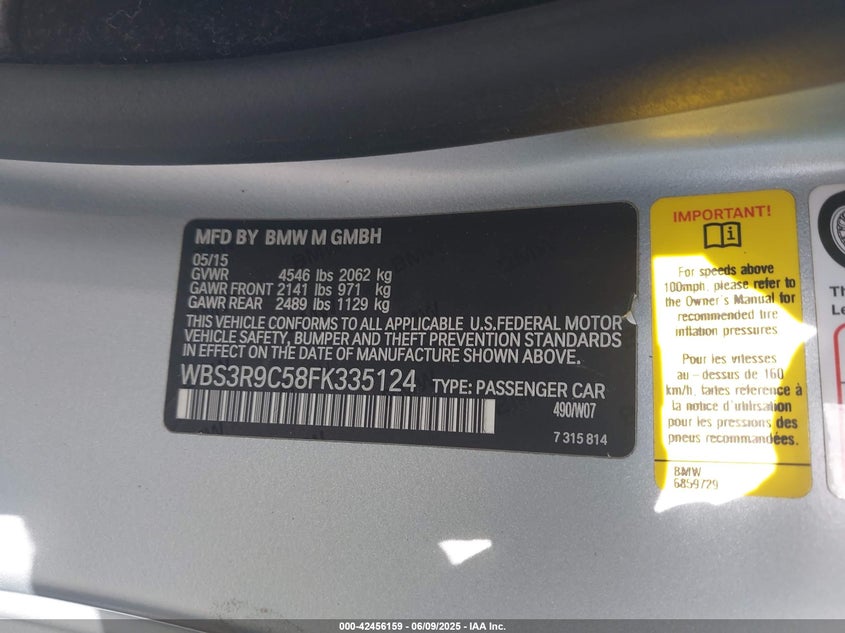 MFD BY BMW M GMBH
05/15
GVWR 4546 lbs 2062 kg
GAWR FRONT 2141 lbs 971 kg
GAWR REAR 2489 lbs 1129 kg
THIS VEHICLE CONFORMS TO ALL APPLICABLE U.S.FEDERAL MOTOR
VEHICLE SAFETY, BUMPER AND THEFT PREVENTION STANDARDS
IN EFFECT ON THE DATE OF MANUFACTURE SHOWN ABOVE.
WBS3R9C58FK335124 TYPE: PASSENGER CAR
490/W07
7 315 814
IMPORTANT!
For speeds above
100mph, please refer to
the Owner's Manual for
recommended tire
inflation pressures
Pour les vitesses
au - dessus de 160
km/h, référence à
la notice d'utilisation
pour les pressions des
pneus recommandées.
BMW
6859729
Th
Le
000-42456159 - 06/09/2025 - IAA Inc.